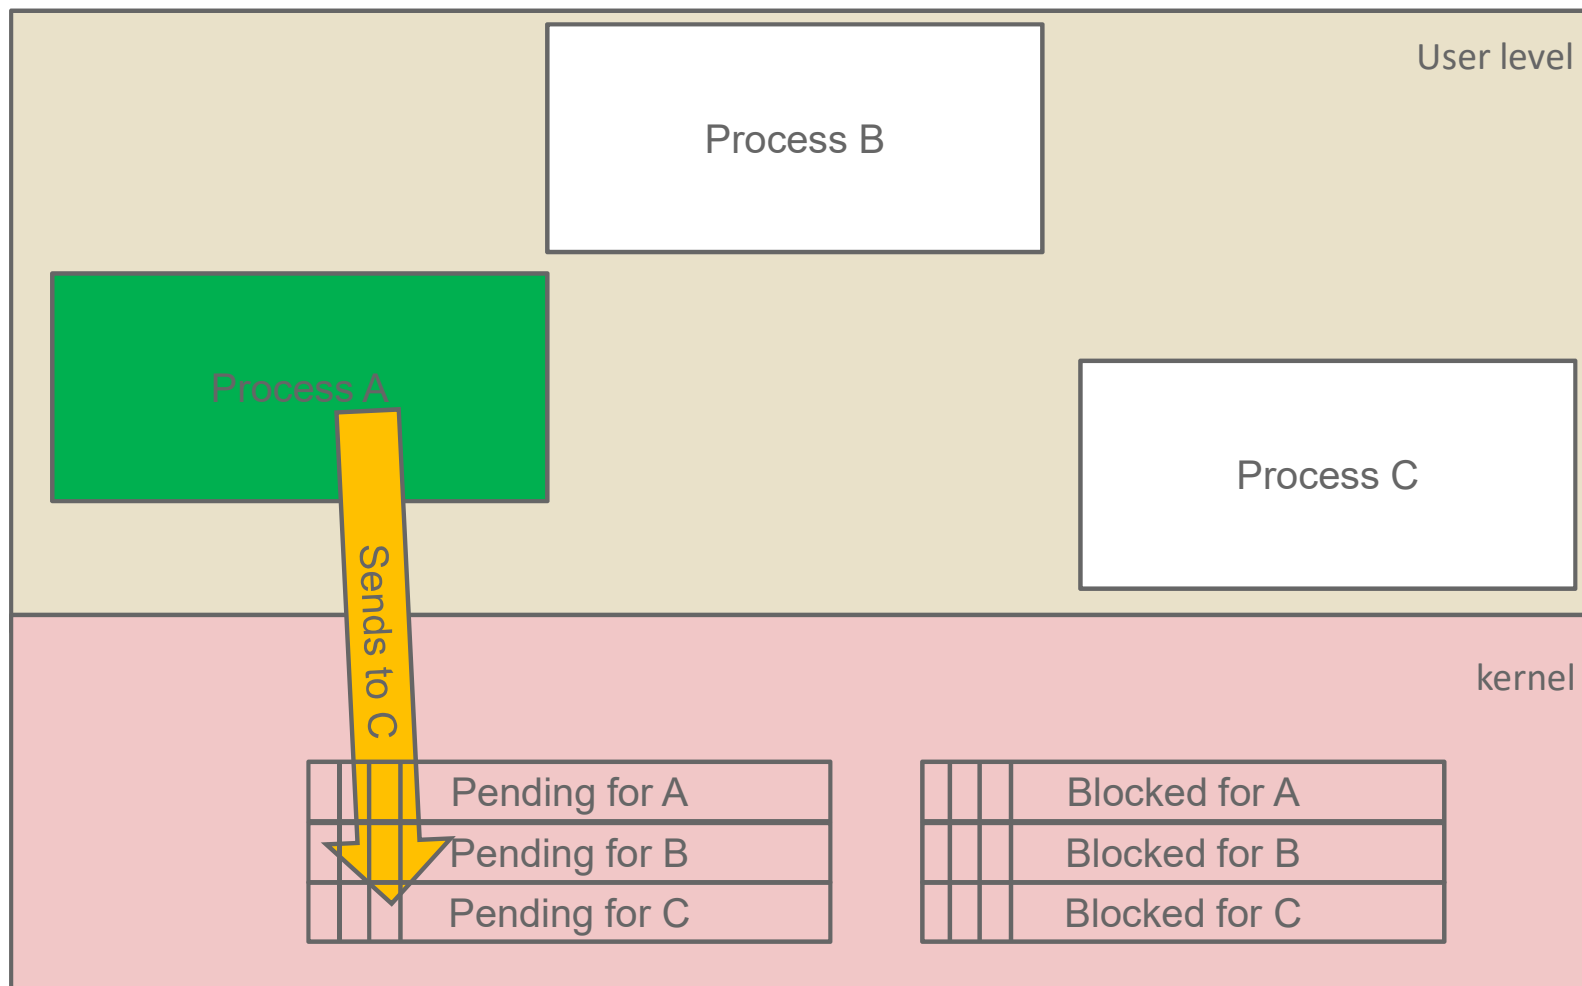 User level
Process B
Process A
Process C
Sends to C
kernel
Pending for A
Blocked for A
Pending for B
Blocked for B
Pending for C
Blocked for C